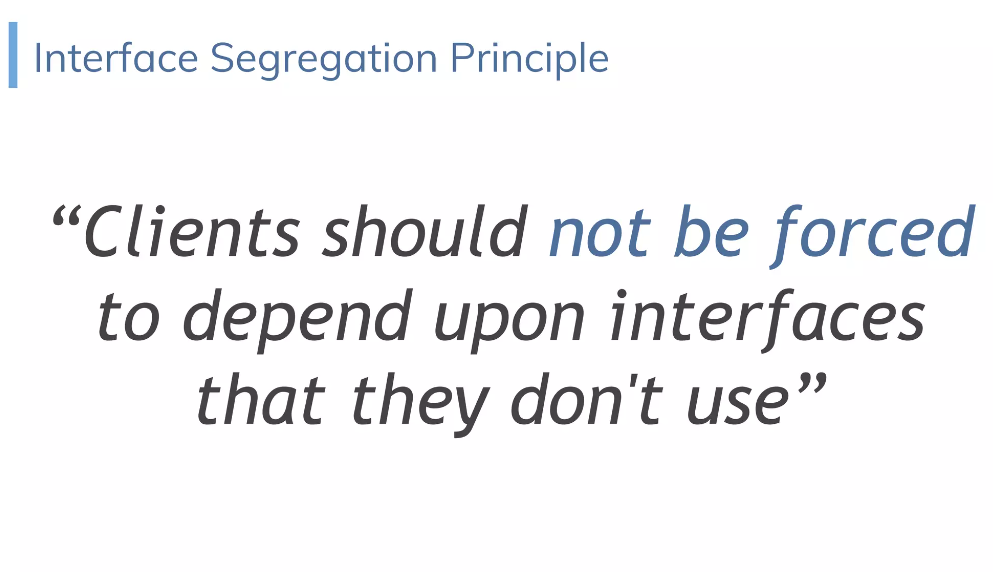 Interface Segregation Principle
“Clients should not be forced
to depend upon interfaces
that they don't use”